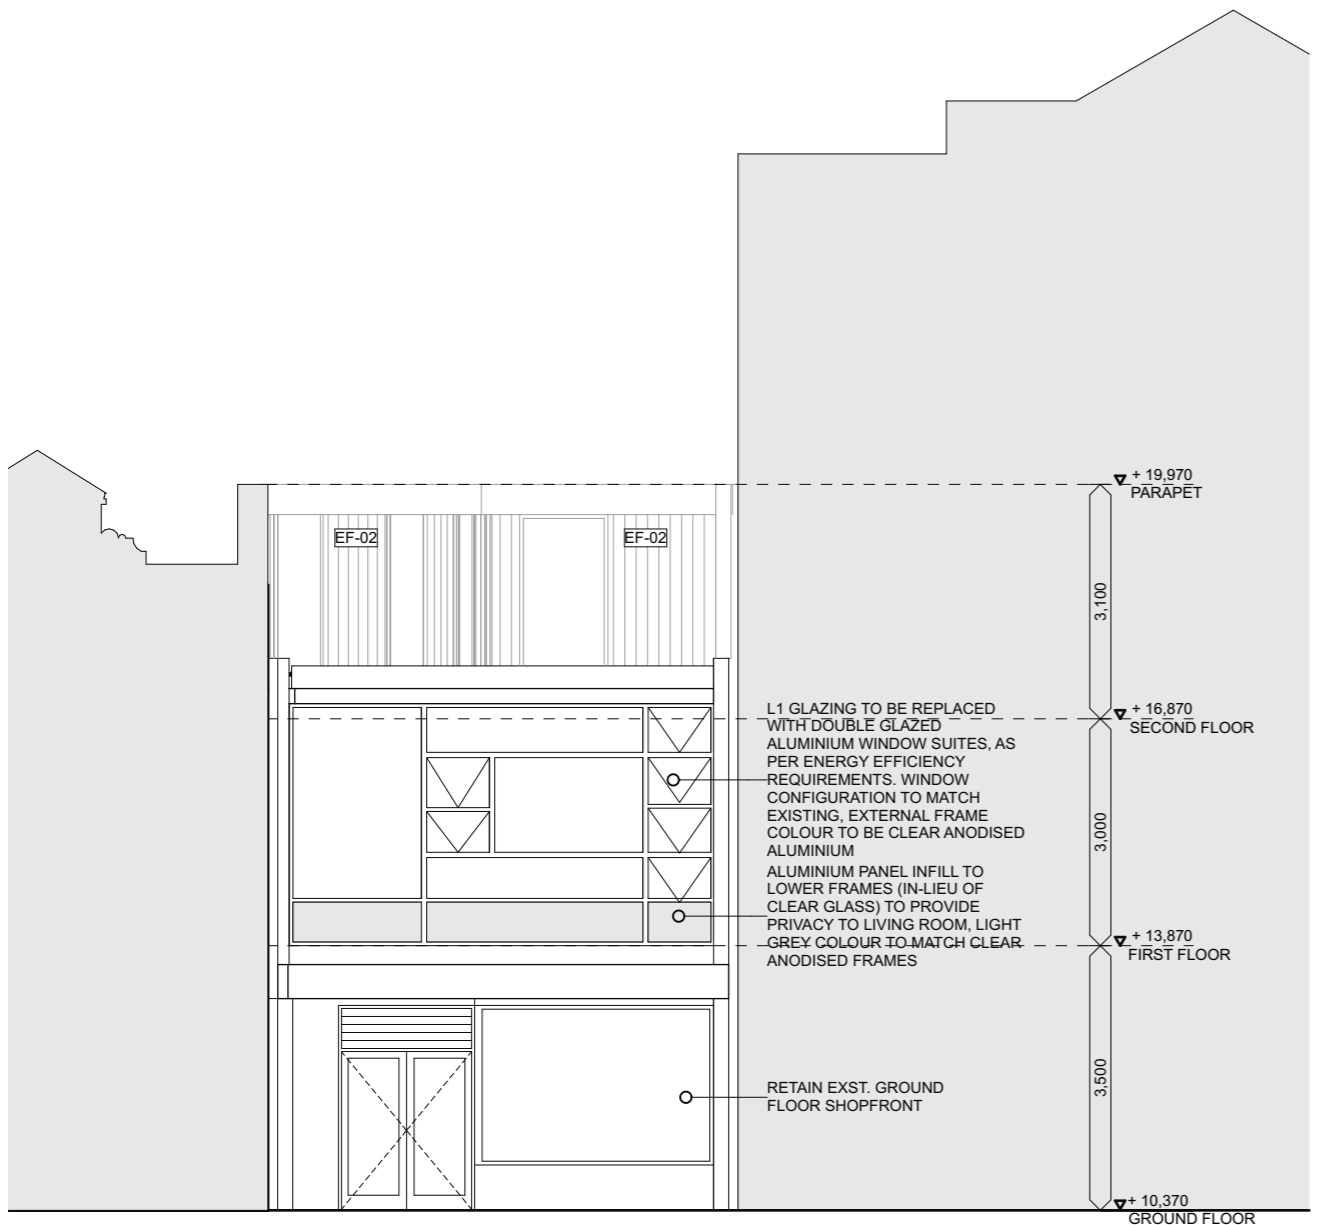 + 19,970
PARAPET
EF-02
EF-02
3,100
L1 GLAZING TO BE REPLACED
WITH DOUBLE GLAZED
ALUMINIUM WINDOW SUITES, AS
PER ENERGY EFFICIENCY
REQUIREMENTS. WINDOW
CONFIGURATION TO MATCH
EXISTING, EXTERNAL FRAME
COLOUR TO BE CLEAR ANODISED
ALUMINIUM
+ 16,870
SECOND FLOOR
3,000
ALUMINIUM PANEL INFILL TO
LOWER FRAMES (IN-LIEU OF
CLEAR GLASS) TO PROVIDE
PRIVACY TO LIVING ROOM, LIGHT
GREY COLOUR TO MATCH CLEAR
ANODISED FRAMES
+ 13,870
FIRST FLOOR
3,500
RETAIN EXST. GROUND
FLOOR SHOPFRONT
+ 10,370
GROUND FLOOR